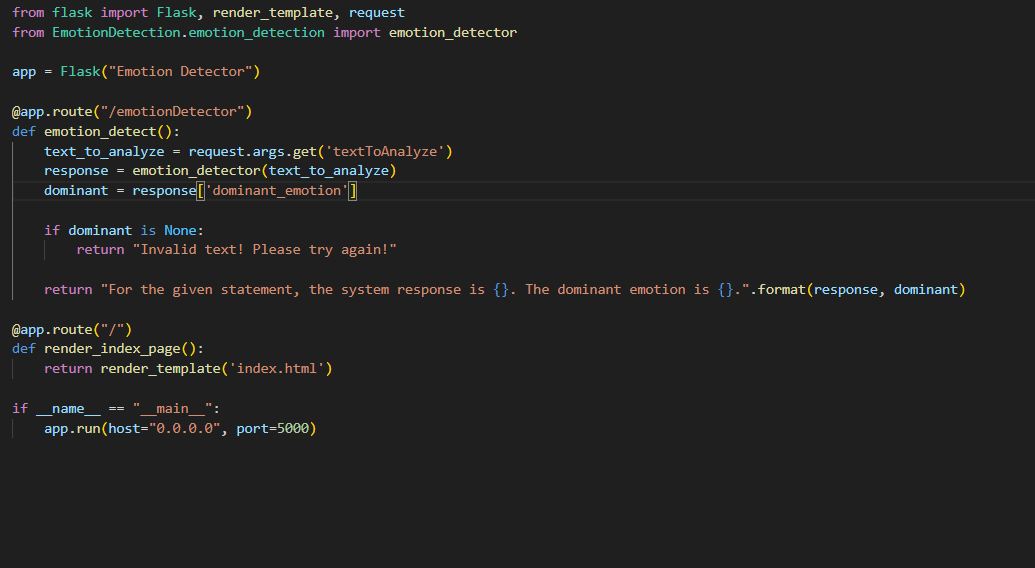 from flask import Flask, render_template, request
from EmotionDetection.emotion_detection import emotion_detector
app = Flask("Emotion Detector")
@app.route("/emotionDetector")
def emotion_detect():
    text_to_analyze = request.args.get('textToAnalyze')
    response = emotion_detector(text_to_analyze)
    dominant = response['dominant_emotion']
    if dominant is None:
        return "Invalid text! Please try again!"
    return "For the given statement, the system response is {}. The dominant emotion is {}.".format(response, dominant)
@app.route("/")
def render_index_page():
    return render_template('index.html')
if __name__ == "__main__":
    app.run(host="0.0.0.0", port=5000)